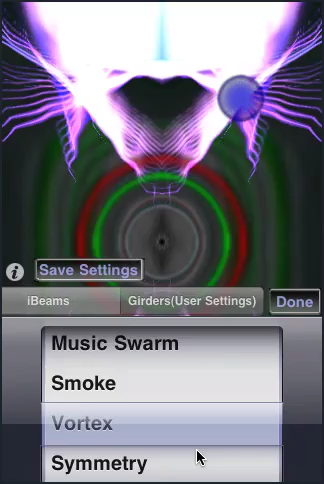 i
Save Settings
iBeams Girders(User Settings) Done
Music Swarm
Smoke
Vortex
Symmetry